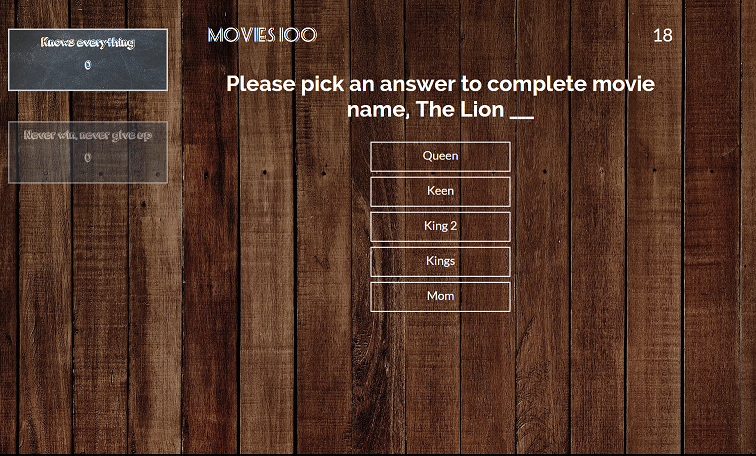 Knows everything
0
Never win, never give up
0
MOVIES 100
18
Please pick an answer to complete movie
name, The Lion __
Queen
Keen
King 2
Kings
Mom